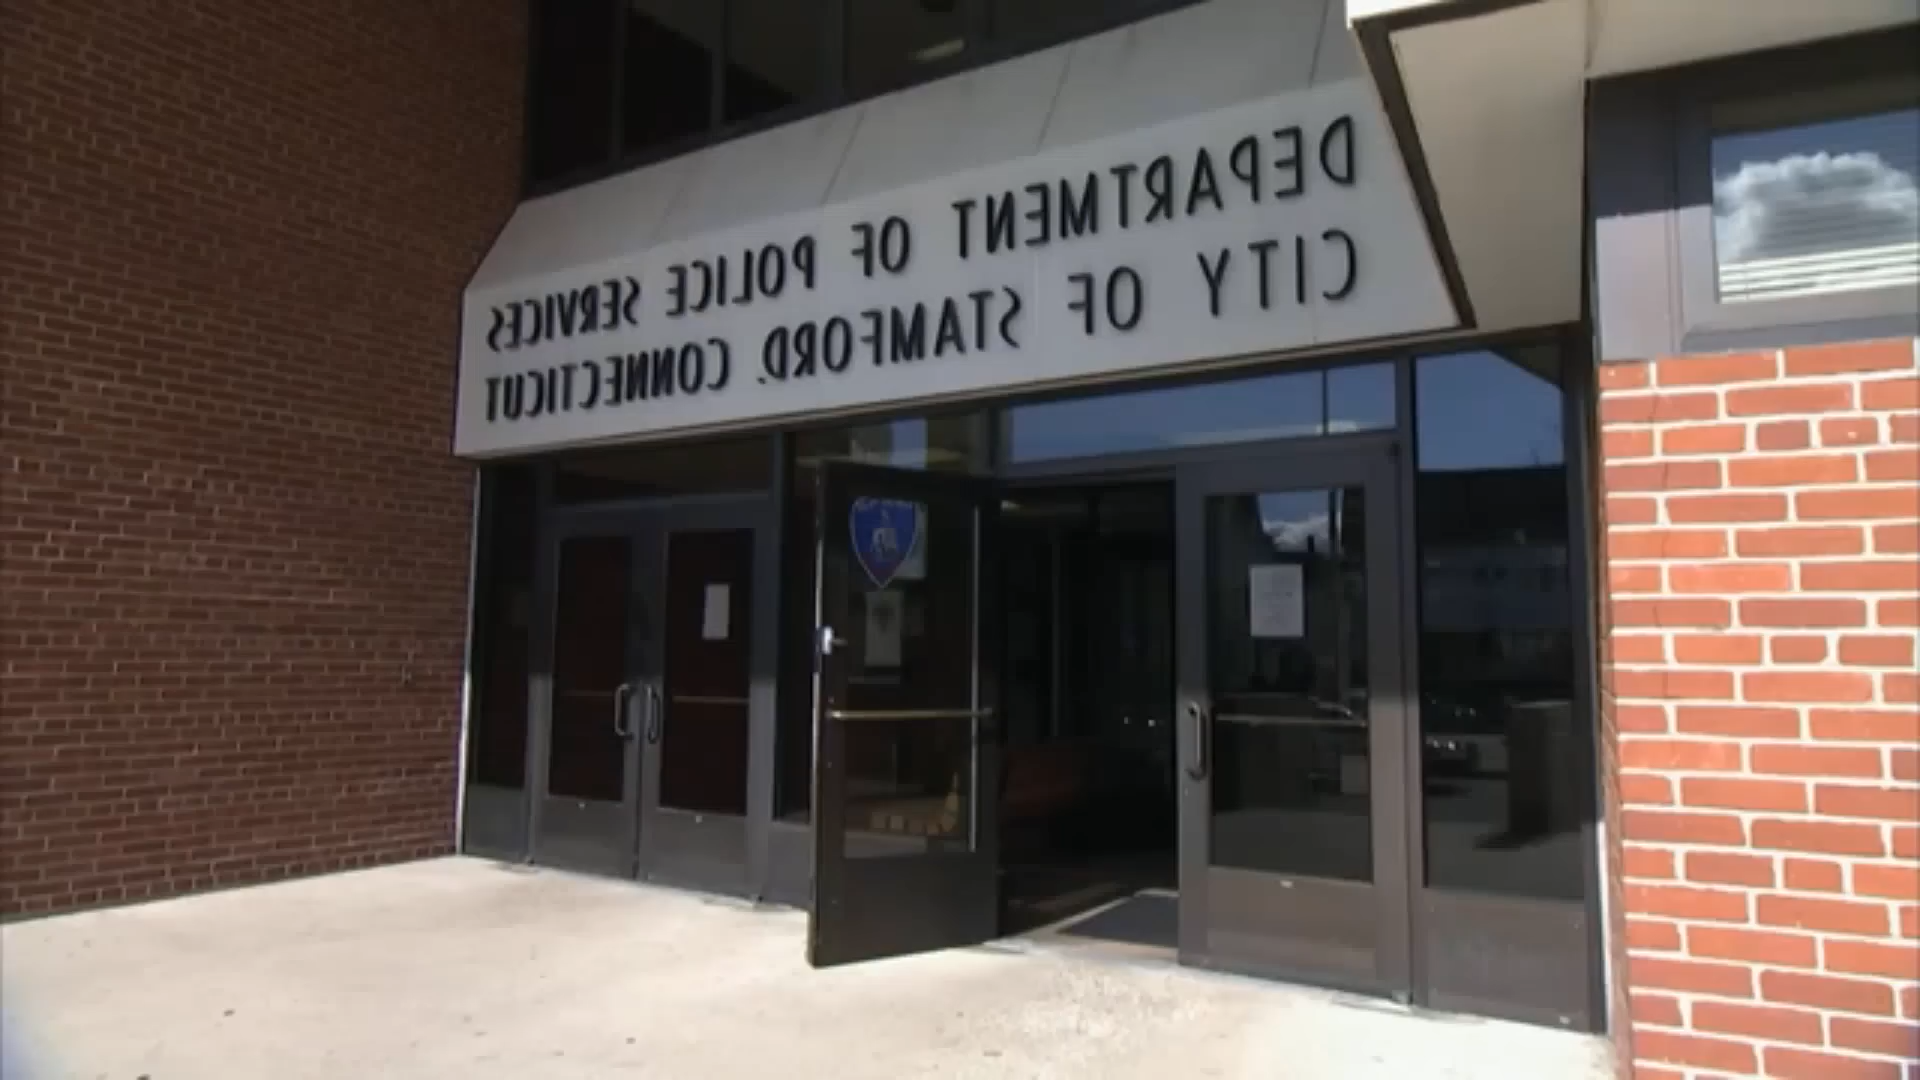 DEPARTMENT OF POLICE SERVICES
CITY OF STAMFORD, CONNECTICUT